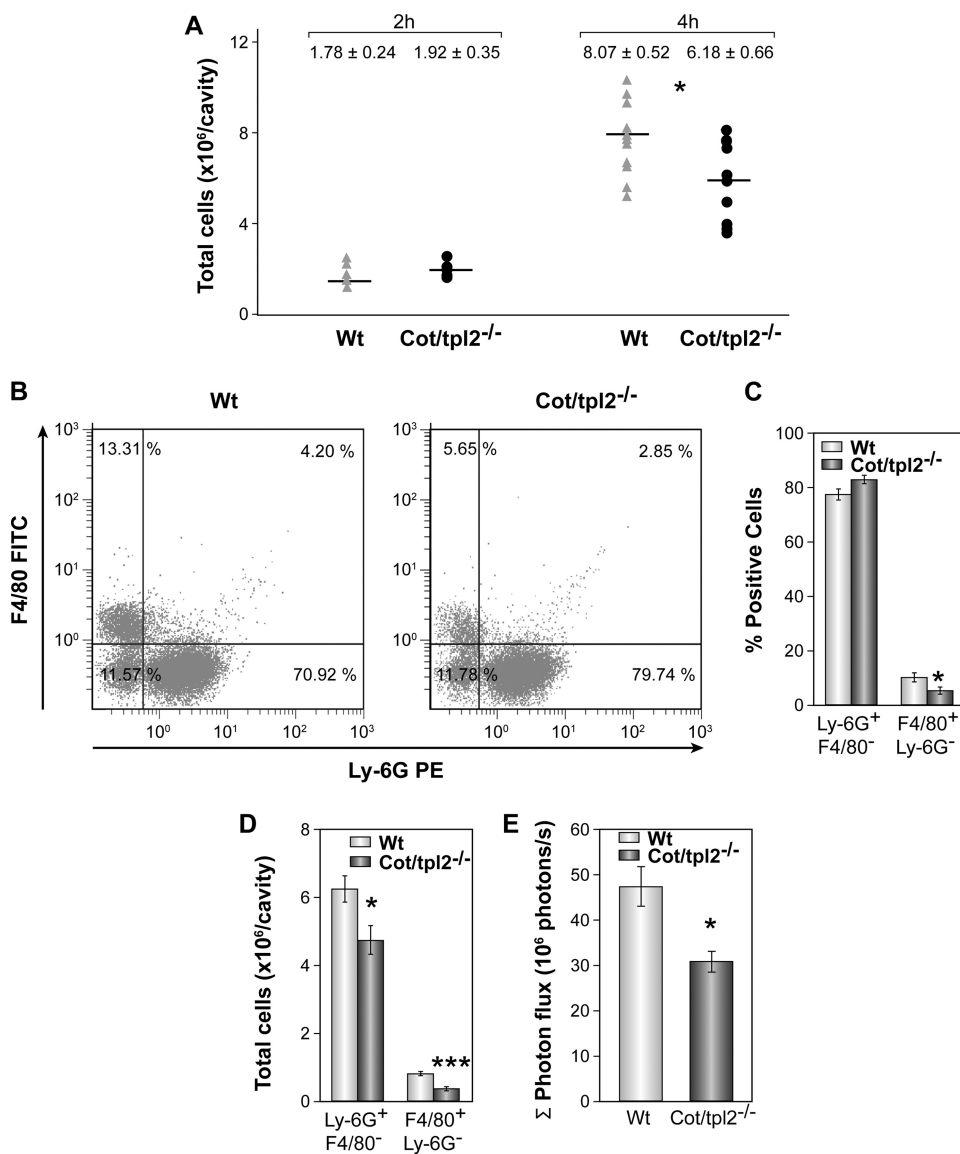 A
2h
4h
1.78 ± 0.24 1.92 ± 0.35
8.07 ± 0.52 6.18 ± 0.66
*
Total cells (x10⁶/cavity)
12
8
4
0
Wt
Cot/tpl2⁻/⁻
Wt
Cot/tpl2⁻/⁻
B
Wt
Cot/tpl2⁻/⁻
F4/80 FITC
10³
10²
10¹
10⁰
13.31 %
4.20 %
11.57 %
70.92 %
10⁰ 10¹ 10² 10³
10³
10²
10¹
10⁰
5.65 %
2.85 %
11.78 %
79.74 %
10⁰ 10¹ 10² 10³
Ly-6G PE
C
% Positive Cells
100
80
60
40
20
0
Wt
Cot/tpl2⁻/⁻
*
Ly-6G⁺
F4/80⁻
F4/80⁺
Ly-6G⁻
D
Total cells (x10⁶/cavity)
8
6
4
2
0
Wt
Cot/tpl2⁻/⁻
*
***
Ly-6G⁺
F4/80⁻
F4/80⁺
Ly-6G⁻
E
Σ Photon flux (10⁶ photons/s)
60
50
40
30
20
10
0
Wt
Cot/tpl2⁻/⁻
*
Wt
Cot/tpl2⁻/⁻